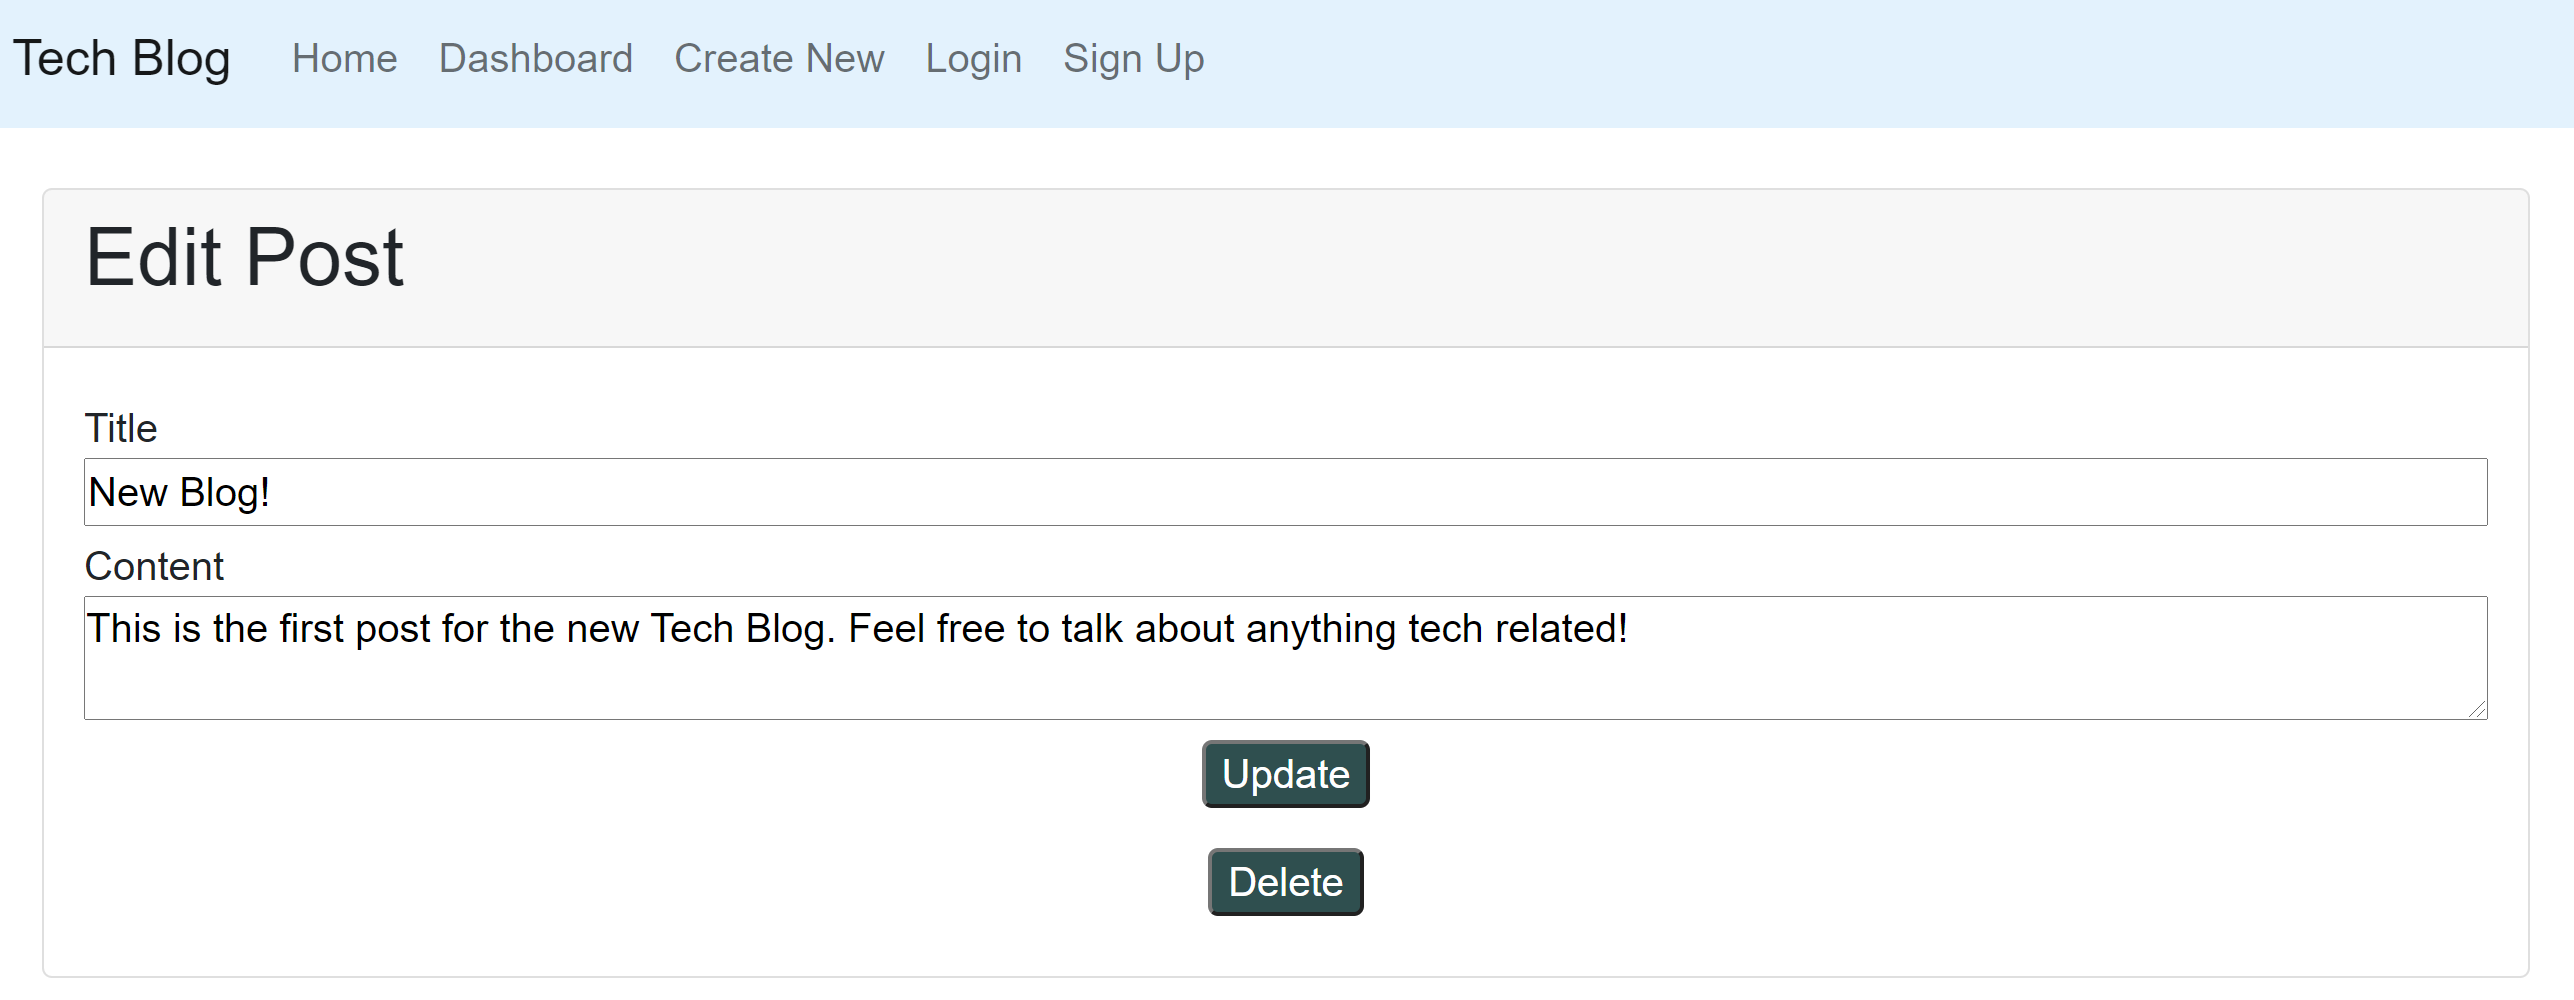 Tech Blog Home Dashboard Create New Login Sign Up
Edit Post
Title
New Blog!
Content
This is the first post for the new Tech Blog. Feel free to talk about anything tech related!
Update
Delete